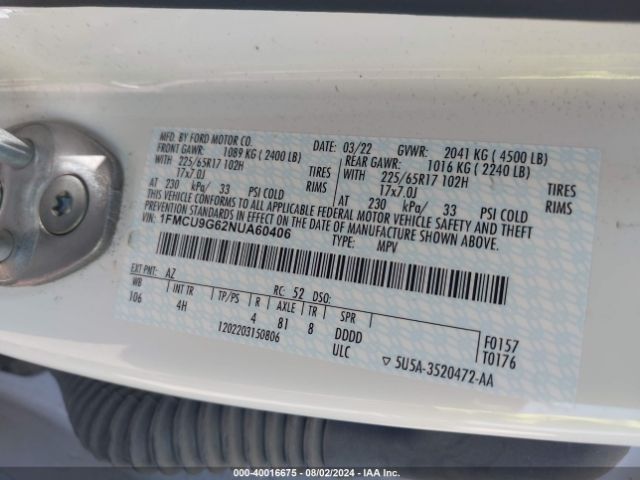 MFD. BY FORD MOTOR CO.
DATE: 03/22 GVWR: 2041 KG ( 4500 LB)
FRONT GAWR: 1089 KG ( 2400 LB) REAR GAWR: 1016 KG ( 2240 LB)
WITH 225/65R17 102H TIRES WITH 225/65R17 102H TIRES
17x7.0J RIMS 17x7.0J RIMS
AT 230 kPa/ 33 PSI COLD AT 230 kPa/ 33 PSI COLD
THIS VEHICLE CONFORMS TO ALL APPLICABLE FEDERAL MOTOR VEHICLE SAFETY AND THEFT
PREVENTION STANDARDS IN EFFECT ON THE DATE OF MANUFACTURE SHOWN ABOVE.
VIN: 1FMCU9G62NUA60406
TYPE: MPV
EXT PNT: AZ RC: 52 DSO:
WB INT TR TP/PS R AXLE TR SPR
106 4H 4 81 8 DDDD
1202203150806 ULC
F0157
T0176
▽ 5U5A-3520472-AA
000-40016675 - 08/02/2024 - IAA Inc.